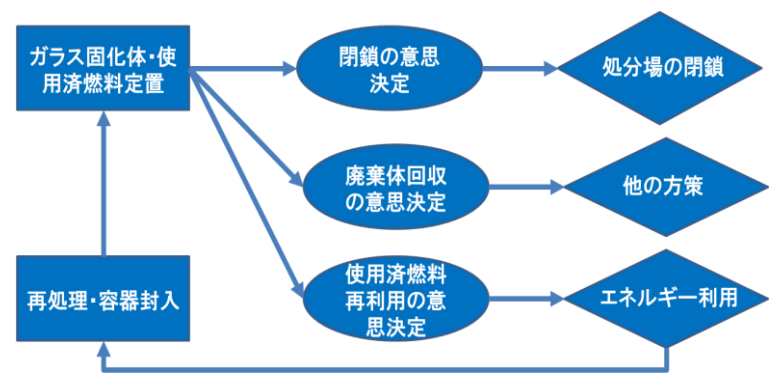 ガラス固化体・使
用済燃料定置
閉鎖の意思
決定
処分場の閉鎖
廃棄体回収
の意思決定
他の方策
再処理・容器封入
使用済燃料
再利用の意
思決定
エネルギー利用